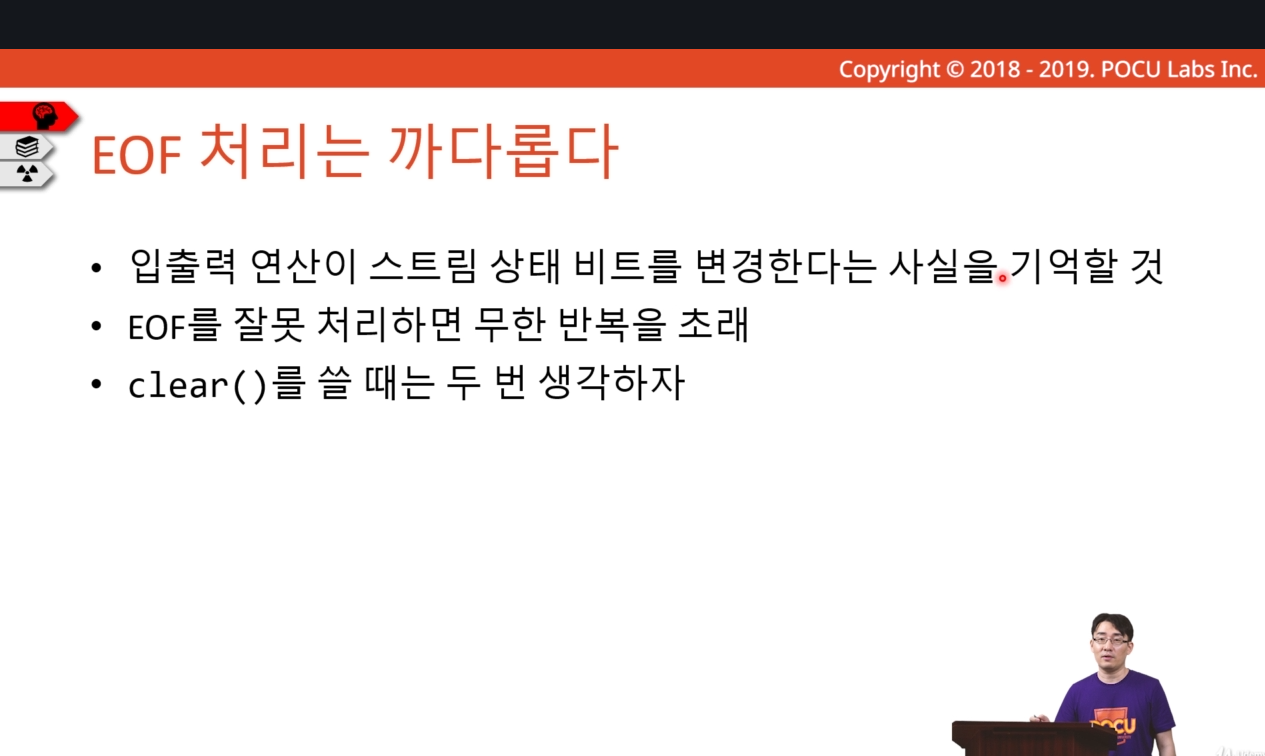 Copyright © 2018 - 2019. POCU Labs Inc.
EOF 처리는 까다롭다
• 입출력 연산이 스트림 상태 비트를 변경한다는 사실을 기억할 것
• EOF를 잘못 처리하면 무한 반복을 초래
• clear()를 쓸 때는 두 번 생각하자
POCU